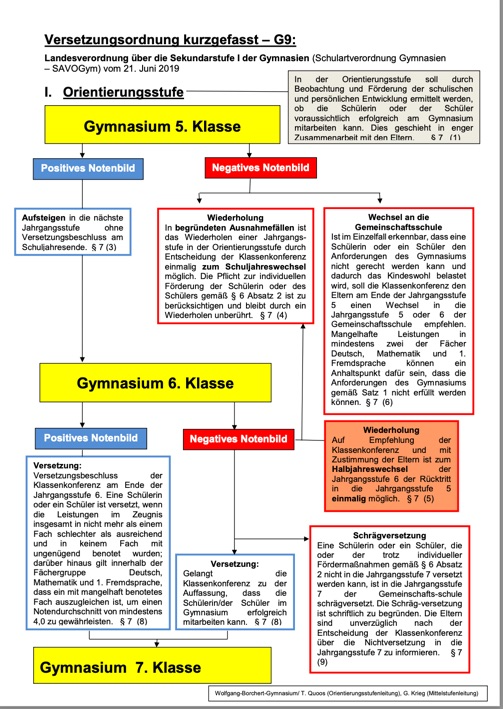 Versetzungsordnung kurzgefasst – G9:
Landesverordnung über die Sekundarstufe I der Gymnasien (Schulartverordnung Gymnasien
– SAVOGym) vom 21. Juni 2019
I. Orientierungsstufe
In der Orientierungsstufe soll durch
Beobachtung und Förderung der schulischen
und persönlichen Entwicklung ermittelt werden,
ob die Schülerin oder der Schüler
voraussichtlich erfolgreich am Gymnasium
mitarbeiten kann. Dies geschieht in enger
Zusammenarbeit mit den Eltern. § 7 (1)
Gymnasium 5. Klasse
Positives Notenbild
Negatives Notenbild
Aufsteigen in die nächste
Jahrgangsstufe ohne
Versetzungsbeschluss am
Schuljahresende. § 7 (3)
Wiederholung
In begründeten Ausnahmefällen ist
das Wiederholen einer Jahrgangs-
stufe in der Orientierungsstufe durch
Entscheidung der Klassenkonferenz
einmalig zum Schuljahreswechsel
möglich. Die Pflicht zur individuellen
Förderung der Schülerin oder des
Schülers gemäß § 6 Absatz 2 ist zu
berücksichtigen und bleibt durch ein
Wiederholen unberührt. § 7 (4)
Wechsel an die
Gemeinschaftsschule
Ist im Einzelfall erkennbar, dass eine
Schülerin oder ein Schüler den
Anforderungen des Gymnasiums
nicht gerecht werden kann und
dadurch das Kindeswohl belastet
wird, soll die Klassenkonferenz den
Eltern am Ende der Jahrgangsstufe
5 einen Wechsel in die
Jahrgangsstufe 5 oder 6 der
Gemeinschaftsschule empfehlen.
Mangelhafte Leistungen in
mindestens zwei der Fächer
Deutsch, Mathematik und 1.
Fremdsprache können ein
Anhaltspunkt dafür sein, dass die
Anforderungen des Gymnasiums
gemäß Satz 1 nicht erfüllt werden
können. § 7 (6)
Gymnasium 6. Klasse
Positives Notenbild
Negatives Notenbild
Wiederholung
Auf Empfehlung der
Klassenkonferenz und mit
Zustimmung der Eltern ist zum
Halbjahreswechsel der
Jahrgangsstufe 6 der Rücktritt
in die Jahrgangsstufe 5
einmalig möglich. § 7 (5)
Versetzung:
Versetzungsbeschluss der
Klassenkonferenz am Ende der
Jahrgangsstufe 6. Eine Schülerin
oder ein Schüler ist versetzt, wenn
die Leistungen im Zeugnis
insgesamt in nicht mehr als einem
Fach schlechter als ausreichend
und in keinem Fach mit
ungenügend benotet wurden;
darüber hinaus gilt innerhalb der
Fächergruppe Deutsch,
Mathematik und 1. Fremdsprache,
dass ein mit mangelhaft benotetes
Fach auszugleichen ist, um einen
Notendurchschnitt von mindestens
4,0 zu gewährleisten. § 7 (8)
Versetzung:
Gelangt die
Klassenkonferenz zu der
Auffassung, dass die
Schülerin/der Schüler im
Gymnasium erfolgreich
mitarbeiten kann. § 7 (8)
Schrägversetzung
Eine Schülerin oder ein Schüler, die
oder der trotz individueller
Fördermaßnahmen gemäß § 6 Absatz
2 nicht in die Jahrgangsstufe 7 versetzt
werden kann, ist in die Jahrgangsstufe
7 der Gemeinschafts-schule
schrägversetzt. Die Schräg-versetzung
ist schriftlich zu begründen. Die Eltern
sind unverzüglich nach der
Entscheidung der Klassenkonferenz
über die Nichtversetzung in die
Jahrgangsstufe 7 zu informieren. § 7
(9)
Gymnasium 7. Klasse
Wolfgang-Borchert-Gymnasium/ T. Quoos (Orientierungsstufenleitung), G. Krieg (Mittelstufenleitung)